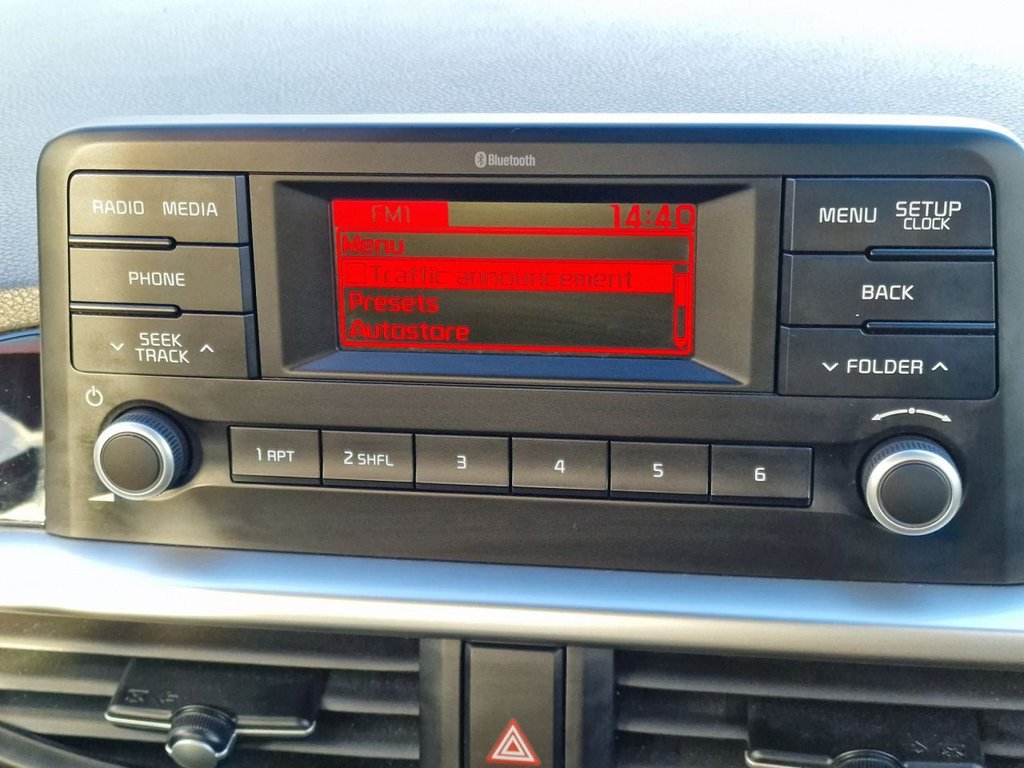 Bluetooth
RADIO MEDIA
FM1 14:40
MENU SETUP
CLOCK
Menu
PHONE
Traffic announcement
BACK
Presets
SEEK
TRACK
Autostore
FOLDER
1 RPT 2 SHFL 3 4 5 6